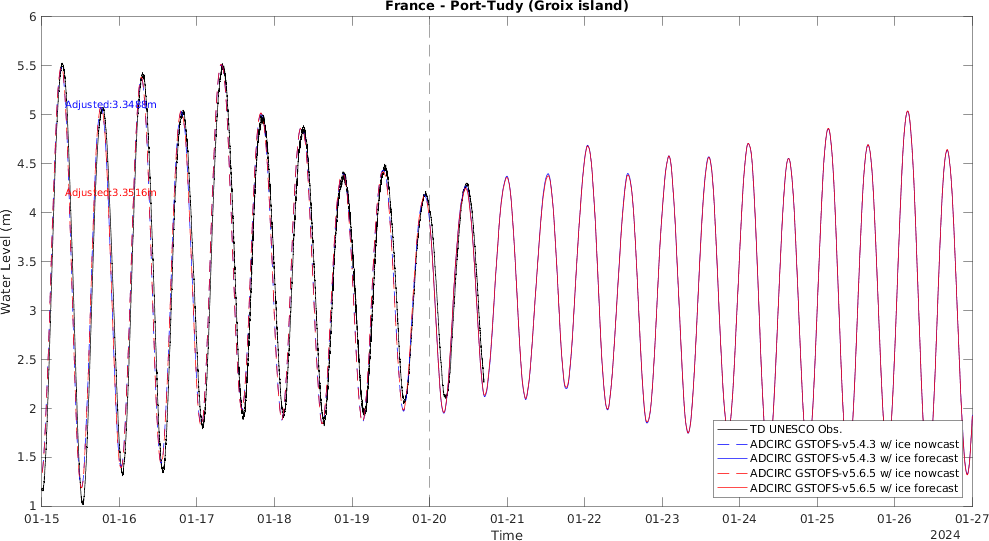 France - Port-Tudy (Groix island)
6
5.5
5
4.5
4
3.5
3
2.5
2
1.5
1
Water Level (m)
Adjusted:3.3488m
Adjusted:3.3516m
TD UNESCO Obs.
ADCIRC GSTOFS-v5.4.3 w/ ice nowcast
ADCIRC GSTOFS-v5.4.3 w/ ice forecast
ADCIRC GSTOFS-v5.6.5 w/ ice nowcast
ADCIRC GSTOFS-v5.6.5 w/ ice forecast
01-15 01-16 01-17 01-18 01-19 01-20 01-21 01-22 01-23 01-24 01-25 01-26 01-27
Time
2024